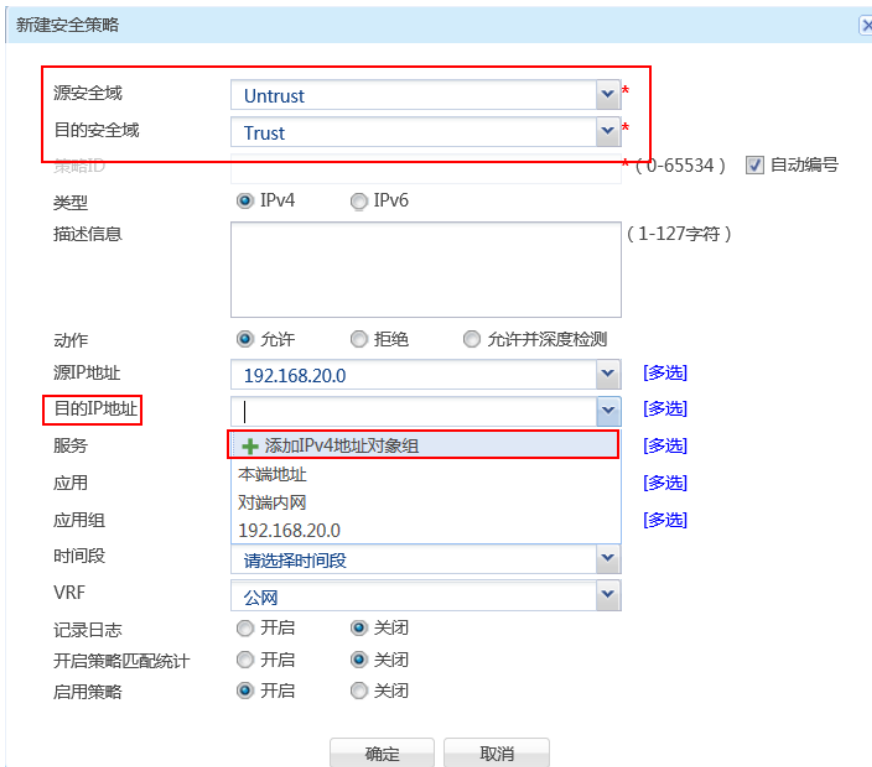 新建安全策略
源安全域 Untrust *
目的安全域 Trust *
策略ID * ( 0-65534 ) 自动编号
类型 IPv4 IPv6
描述信息 ( 1-127字符 )
动作 允许 拒绝 允许并深度检测
源IP地址 192.168.20.0 [多选]
目的IP地址 [多选]
服务 添加IPv4地址对象组 [多选]
本端地址
应用 [多选]
对端内网
应用组 192.168.20.0 [多选]
时间段 请选择时间段
VRF 公网
记录日志 开启 关闭
开启策略匹配统计 开启 关闭
启用策略 开启 关闭
确定 取消